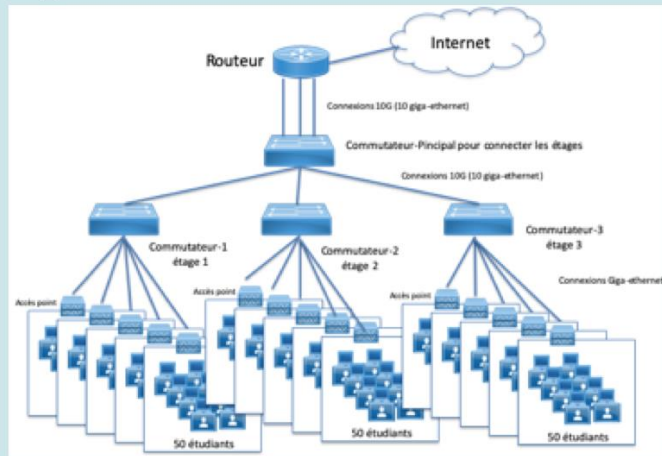 Internet
Routeur
Connexions 10G (10 giga-ethernet)
Commutateur-Pincipal pour connecter les étages
Connexions 10G (10 giga-ethernet)
Commutateur-1
étage 1
Commutateur-2
étage 2
Commutateur-3
étage 3
Connexions Giga-ethernet
Accès point
Accès point
Accès point
50 étudiants
50 étudiants
50 étudiants